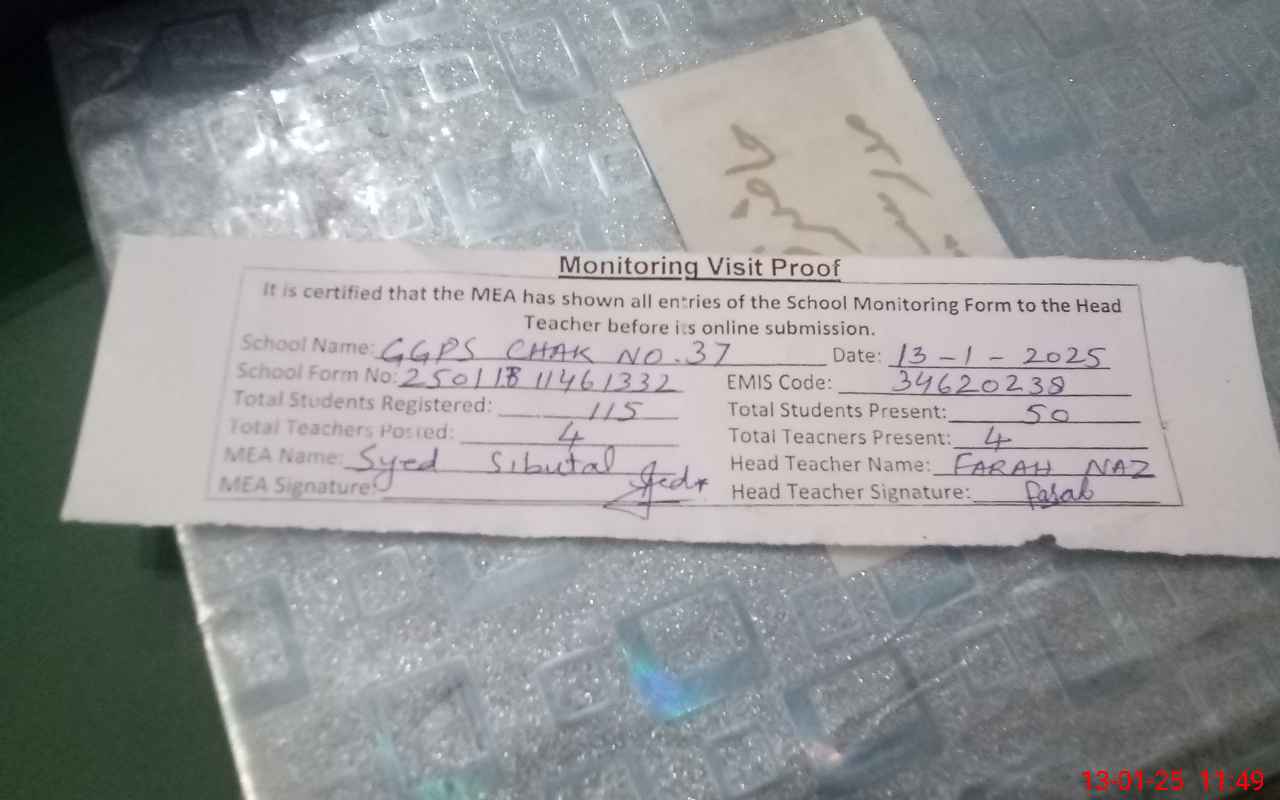 Monitoring Visit Proof
It is certified that the MEA has shown all entries of the School Monitoring Form to the Head
Teacher before its online submission.
School Name: GGPS CHAK NO.37 Date: 13-1-2025
School Form No: 25011811461332 EMIS Code: 34620238
Total Students Registered: 115 Total Students Present: 50
Total Teachers Posted: 4 Total Teachers Present: 4
MEA Name: Syed Sibutal Head Teacher Name: FARAH NAZ
MEA Signature: Head Teacher Signature: Farah
13-01-25 11:49